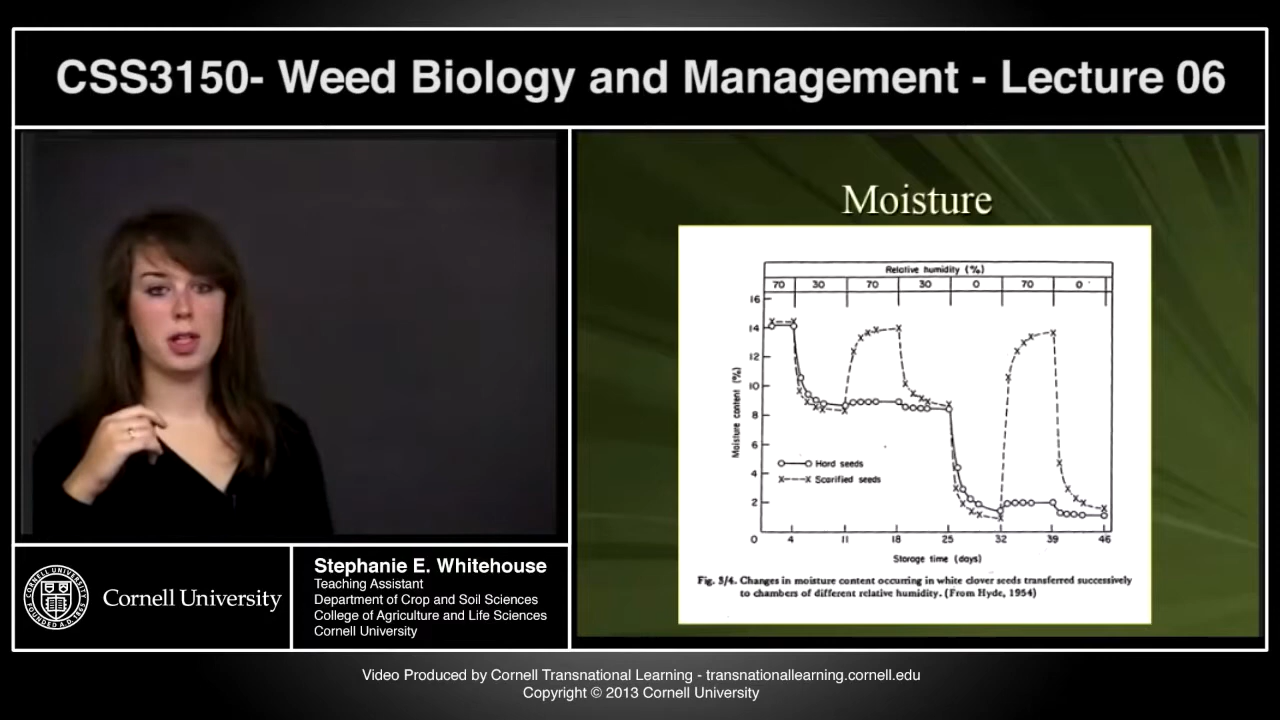 CSS3150- Weed Biology and Management - Lecture 06
Moisture
Relative humidity (%)
70 30 70 30 0 70 0
16
14
12
10
8
6
4
2
Moisture content (%)
Hard seeds
Scarified seeds
0 4 11 18 25 32 39 46
Storage time (days)
Fig. 3/4. Changes in moisture content occurring in white clover seeds transferred successively
to chambers of different relative humidity. (From Hyde, 1954)
Cornell University
Stephanie E. Whitehouse
Teaching Assistant
Department of Crop and Soil Sciences
College of Agriculture and Life Sciences
Cornell University
Video Produced by Cornell Transnational Learning - transnationallearning.cornell.edu
Copyright © 2013 Cornell University